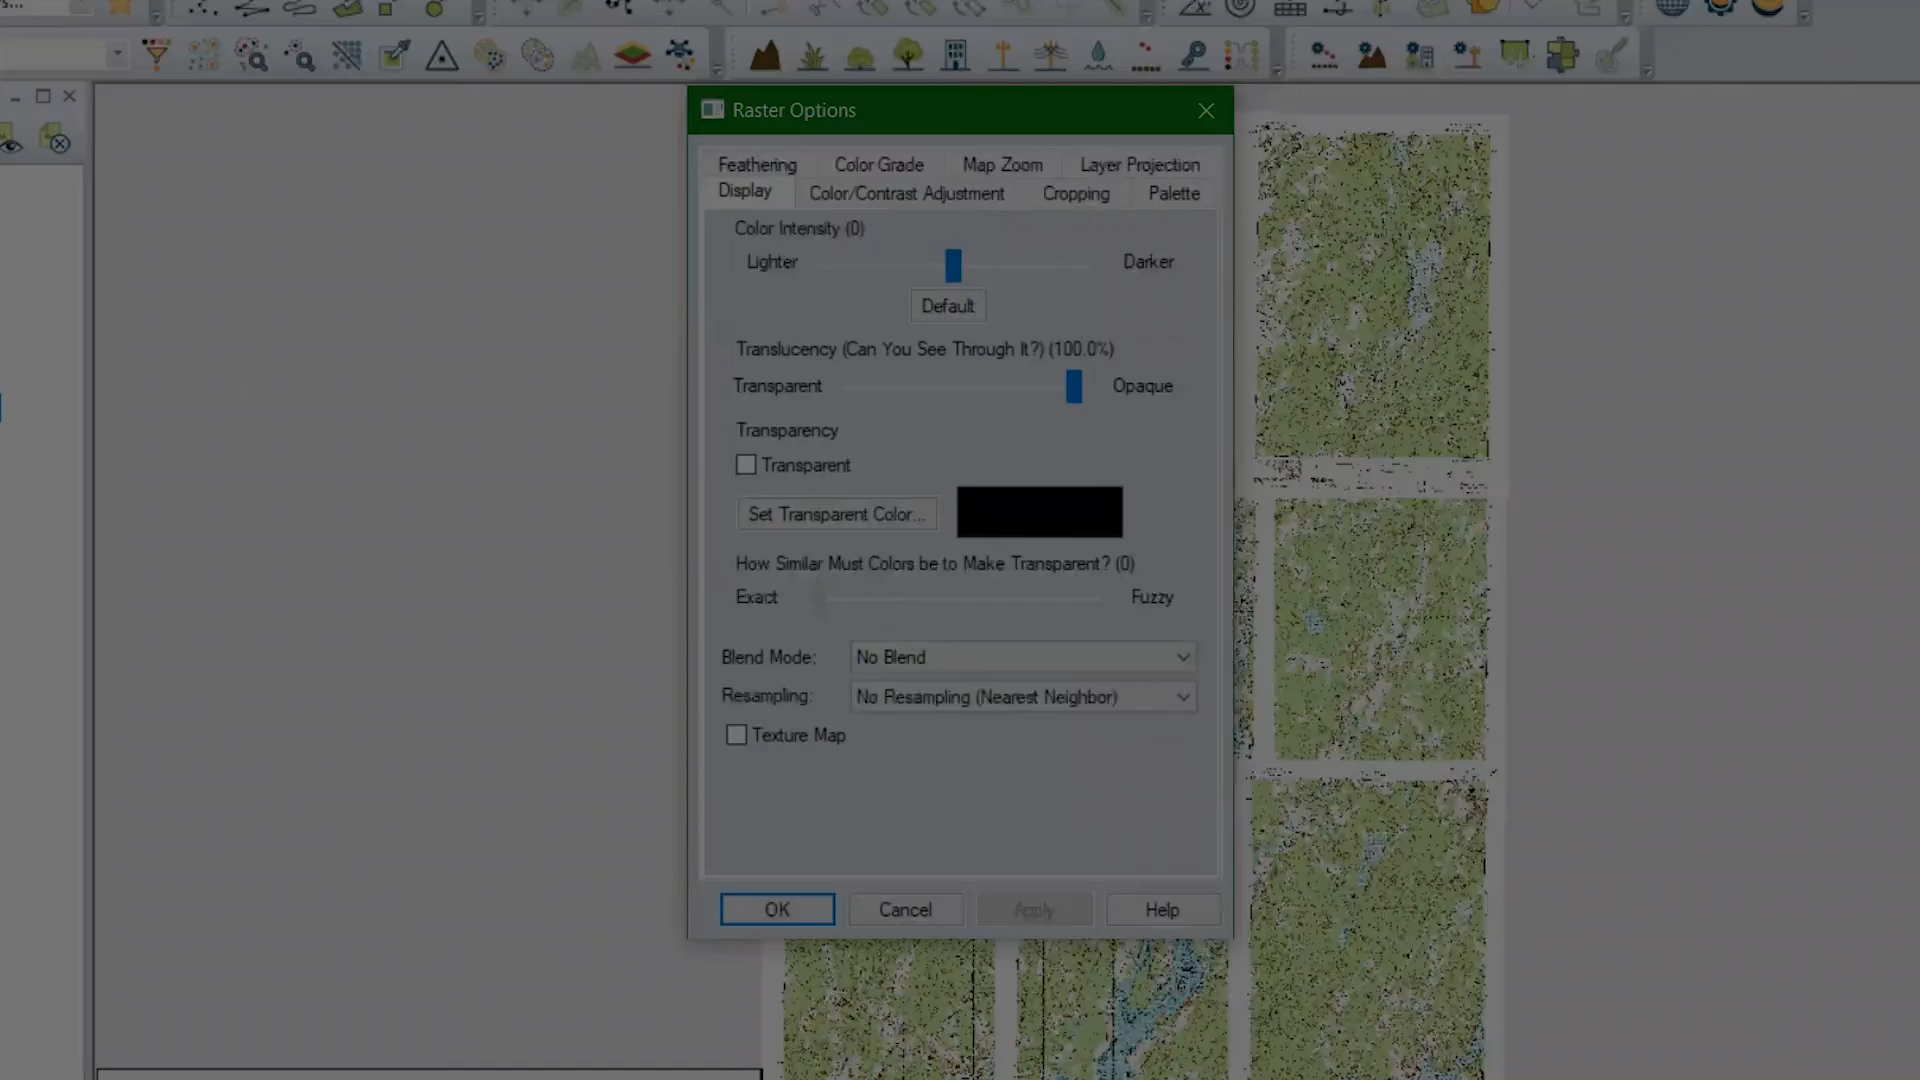 Raster Options
Feathering Color Grade Map Zoom Layer Projection
Display Color/Contrast Adjustment Cropping Palette
Color Intensity (0)
Lighter Darker
Default
Translucency (Can You See Through It?) (100.0%)
Transparent Opaque
Transparency
Transparent
Set Transparent Color...
How Similar Must Colors be to Make Transparent? (0)
Exact Fuzzy
Blend Mode: No Blend
Resampling: No Resampling (Nearest Neighbor)
Texture Map
OK Cancel Apply Help